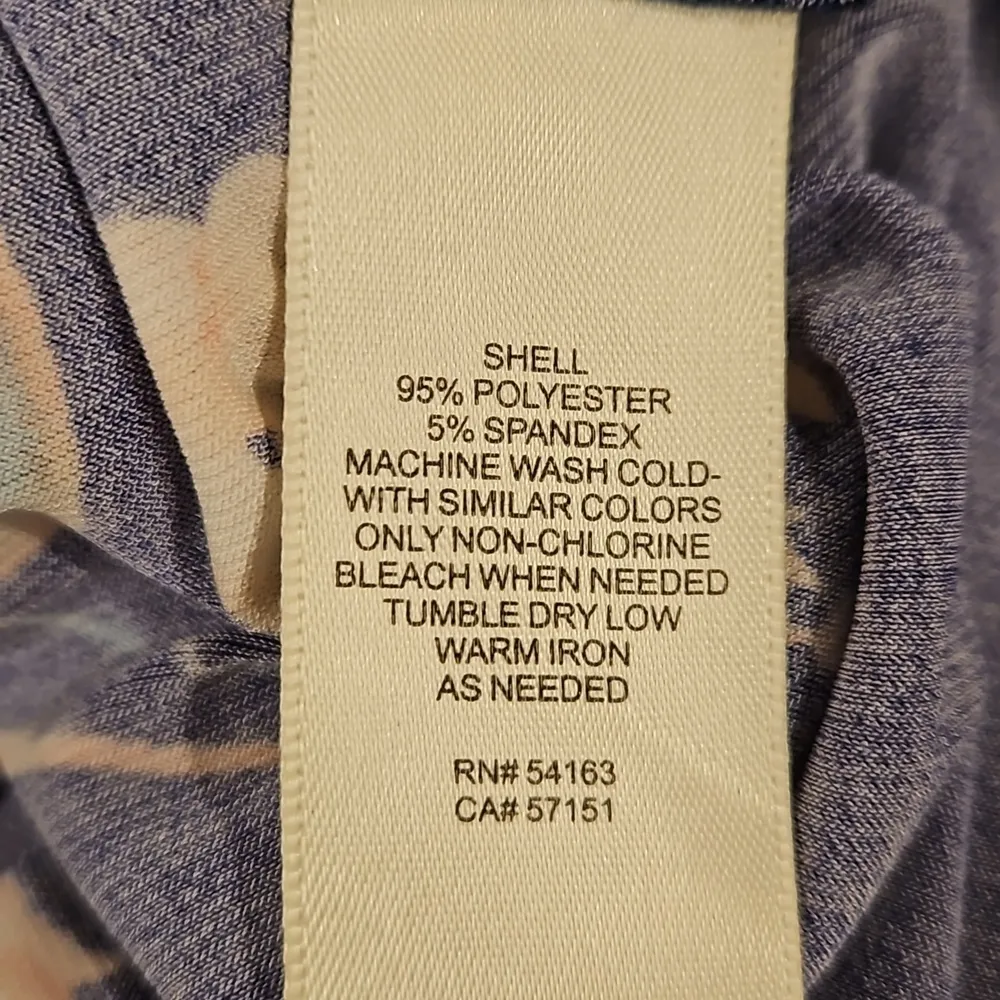 SHELL
95% POLYESTER
5% SPANDEX
MACHINE WASH COLD-
WITH SIMILAR COLORS
ONLY NON-CHLORINE
BLEACH WHEN NEEDED
TUMBLE DRY LOW
WARM IRON
AS NEEDED
RN# 54163
CA# 57151